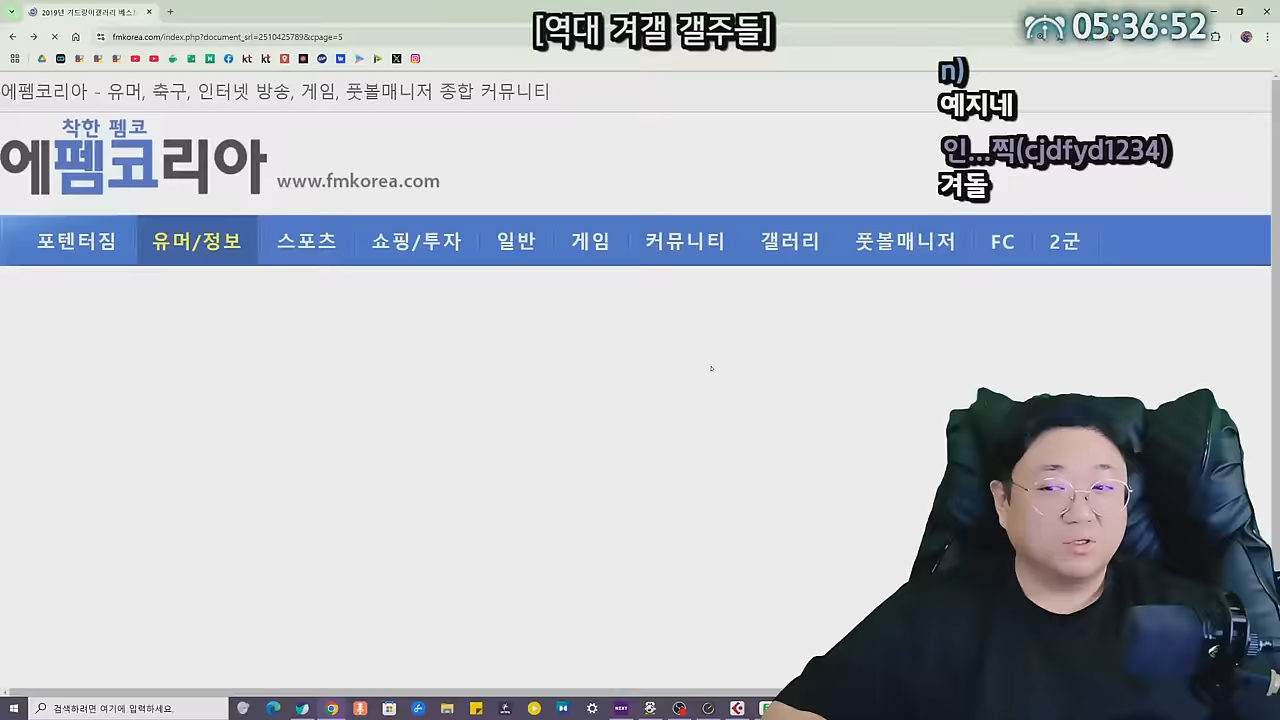 2019년 겨드랑이갤러리 베스트
[역대 겨갤 갤주들]
05:36:52
fmkorea.com/index.php?document_srl=2510425789&cpage=5
n)
예지네
인...찍(cjdfyd1234)
겨돌
에펨코리아 - 유머, 축구, 인터넷 방송, 게임, 풋볼매니저 종합 커뮤니티
착한 펨코
에펨코리아
www.fmkorea.com
포텐터짐
유머/정보
스포츠
쇼핑/투자
일반
게임
커뮤니티
갤러리
풋볼매니저
FC
2군
검색하려면 여기에 입력하세요.